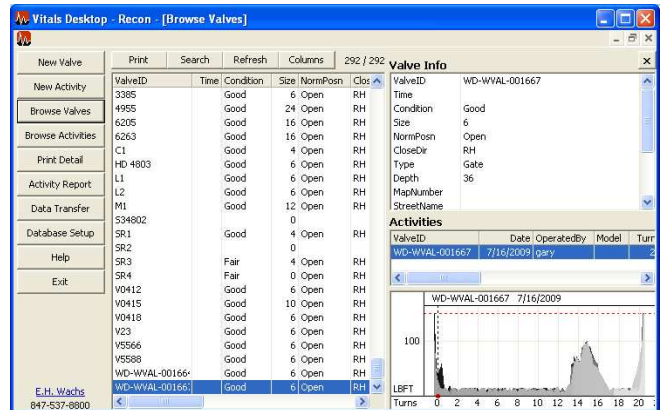 Vitals Desktop - Recon - [Browse Valves]
New Valve
New Activity
Browse Valves
Browse Activities
Print Detail
Activity Report
Data Transfer
Database Setup
Help
Exit
E.H. Wachs
847-537-8800
Print Search Refresh Columns 292 / 292
ValveID Time Condition Size NormPosn Clos
3385 Good 6 Open RH
4955 Good 24 Open RH
6205 Good 16 Open RH
6263 Good 16 Open RH
C1 Good 4 Open RH
HD 4803 Good 6 Open RH
L1 Good 6 Open RH
L2 Good 6 Open RH
M1 Good 12 Open RH
S34802 0
SR1 Good 4 Open RH
SR2 0
SR3 Fair 4 Open RH
SR4 Fair 0 Open RH
V0412 Good 6 Open RH
V0415 Good 10 Open RH
V0418 Good 6 Open RH
V23 Good 6 Open RH
V5566 Good 6 Open RH
V5588 Good 6 Open RH
WD-WVAL-00166 Good 6 Open RH
WD-WVAL-00166 Good 6 Open RH
Valve Info
ValveID WD-WVAL-001667
Time
Condition Good
Size 6
NormPosn Open
CloseDir RH
Type Gate
Depth 36
MapNumber
StreetName
Activities
ValveID Date OperatedBy Model Turr
WD-WVAL-001667 7/16/2009 gary 2
WD-WVAL-001667 7/16/2009
100
LBFT
Turns 0 2 4 6 8 10 12 14 16 18 20